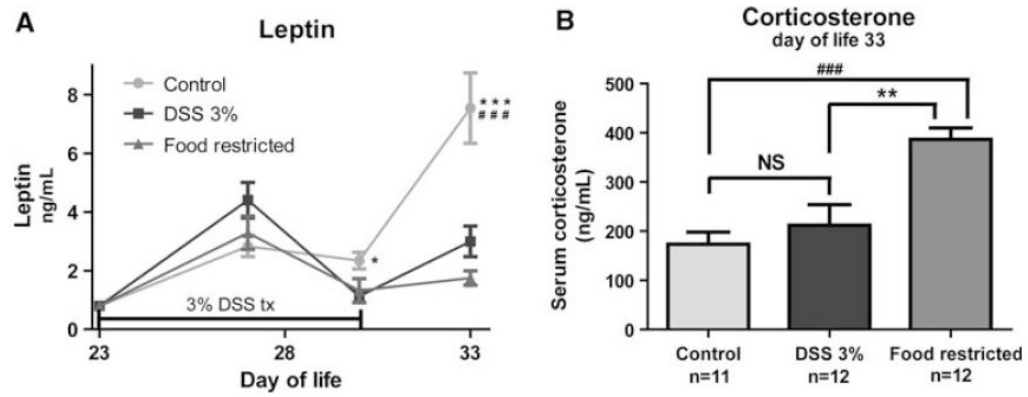 A
Leptin
Control
DSS 3%
Food restricted
***
###
*
8
6
4
2
0
Leptin
ng/mL
3% DSS tx
23
28
33
Day of life
B
Corticosterone
day of life 33
###
**
NS
500
400
300
200
100
0
Serum corticosterone
(ng/mL)
Control
n=11
DSS 3%
n=12
Food restricted
n=12